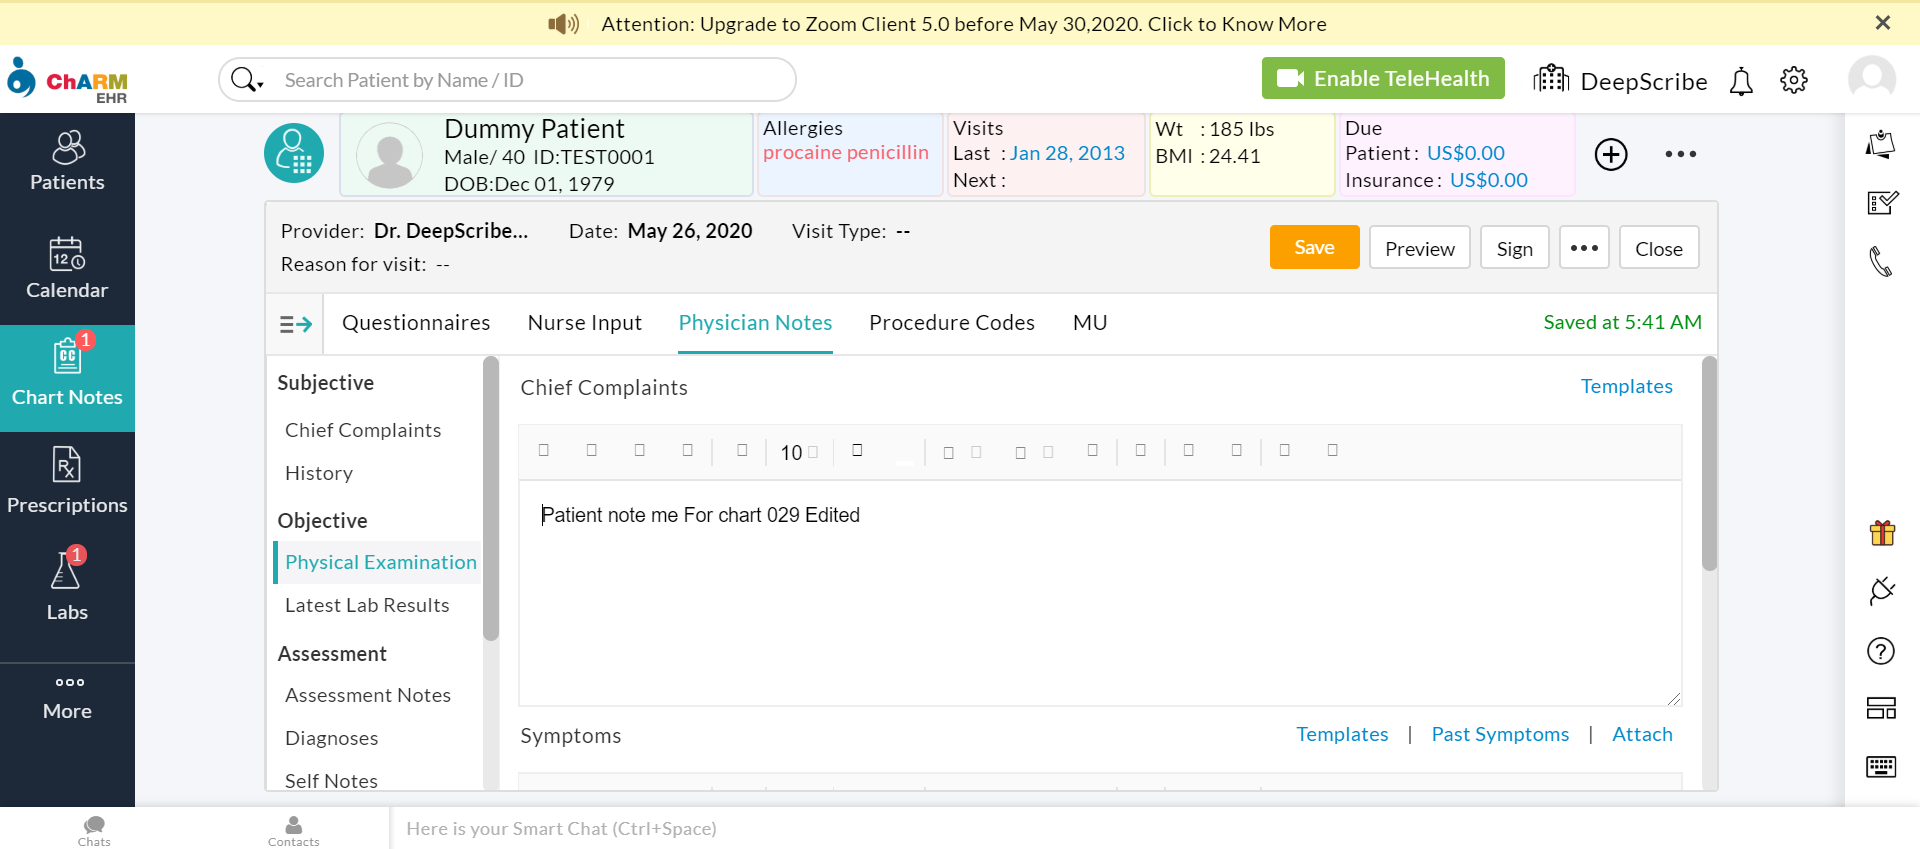 Attention: Upgrade to Zoom Client 5.0 before May 30,2020. Click to Know More
ChARM
EHR
Search Patient by Name / ID
Enable TeleHealth
DeepScribe
Patients
12
Calendar
1
CC
Chart Notes
Rx
Prescriptions
1
Labs
More
Dummy Patient
Male/ 40 ID:TEST0001
DOB:Dec 01, 1979
Allergies
procaine penicillin
Visits
Last : Jan 28, 2013
Next :
Wt : 185 lbs
BMI : 24.41
Due
Patient : US$0.00
Insurance : US$0.00
Provider: Dr. DeepScribe... Date: May 26, 2020 Visit Type: --
Reason for visit: --
Save Preview Sign Close
Questionnaires Nurse Input Physician Notes Procedure Codes MU
Saved at 5:41 AM
Subjective
Chief Complaints
History
Objective
Physical Examination
Latest Lab Results
Assessment
Assessment Notes
Diagnoses
Self Notes
Chief Complaints
Templates
10
Patient note me For chart 029 Edited
Symptoms
Templates | Past Symptoms | Attach
Chats
Contacts
Here is your Smart Chat (Ctrl+Space)